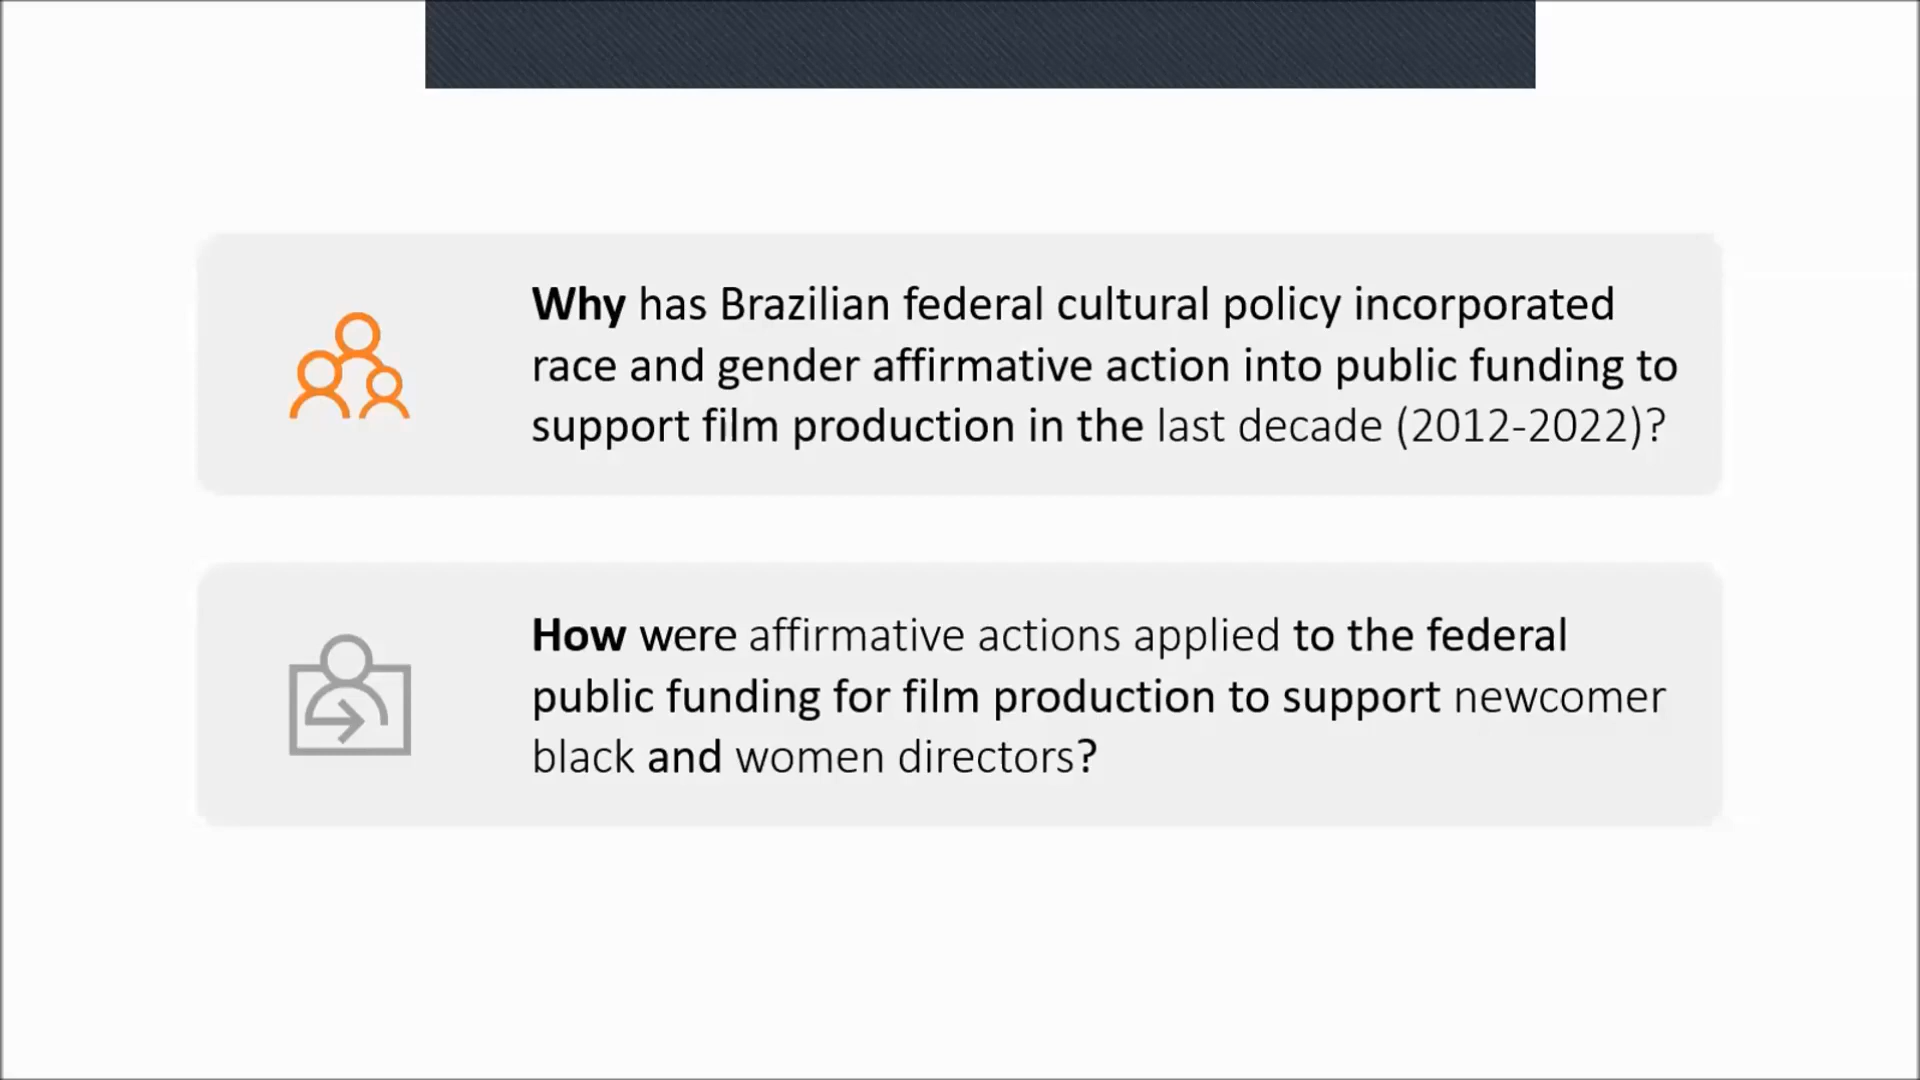 Why has Brazilian federal cultural policy incorporated
race and gender affirmative action into public funding to
support film production in the last decade (2012-2022)?
How were affirmative actions applied to the federal
public funding for film production to support newcomer
black and women directors?